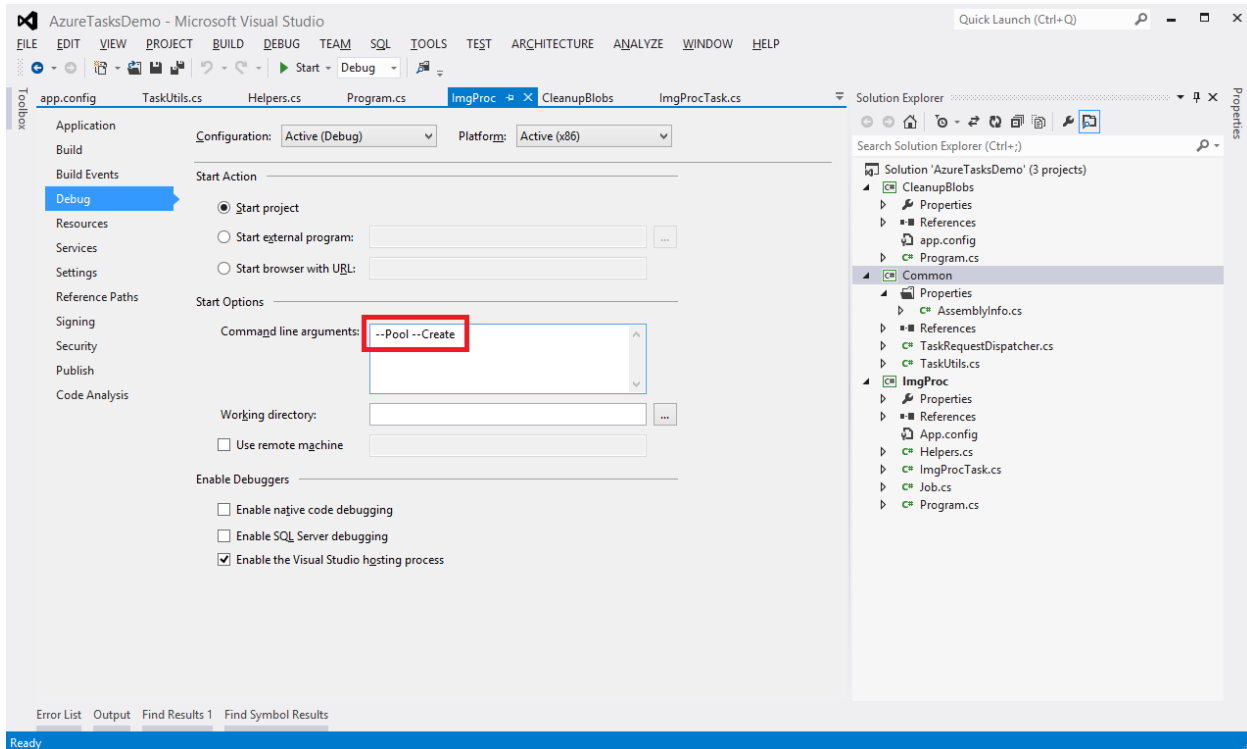 AzureTasksDemo - Microsoft Visual Studio
Quick Launch (Ctrl+Q)
FILE EDIT VIEW PROJECT BUILD DEBUG TEAM SQL TOOLS TEST ARCHITECTURE ANALYZE WINDOW HELP
Start Debug
Toolbox
app.config TaskUtils.cs Helpers.cs Program.cs ImgProc CleanupBlobs ImgProcTask.cs
Application
Build
Build Events
Debug
Resources
Services
Settings
Reference Paths
Signing
Security
Publish
Code Analysis
Configuration: Active (Debug) Platform: Active (x86)
Start Action
Start project
Start external program: ...
Start browser with URL:
Start Options
Command line arguments: --Pool --Create
Working directory: ...
Use remote machine
Enable Debuggers
Enable native code debugging
Enable SQL Server debugging
Enable the Visual Studio hosting process
Solution Explorer
Search Solution Explorer (Ctrl+;)
Solution 'AzureTasksDemo' (3 projects)
C# CleanupBlobs
Properties
References
app.config
C# Program.cs
C# Common
Properties
C# AssemblyInfo.cs
References
C# TaskRequestDispatcher.cs
C# TaskUtils.cs
C# ImgProc
Properties
References
App.config
C# Helpers.cs
C# ImgProcTask.cs
C# Job.cs
C# Program.cs
Properties
Error List Output Find Results 1 Find Symbol Results
Ready